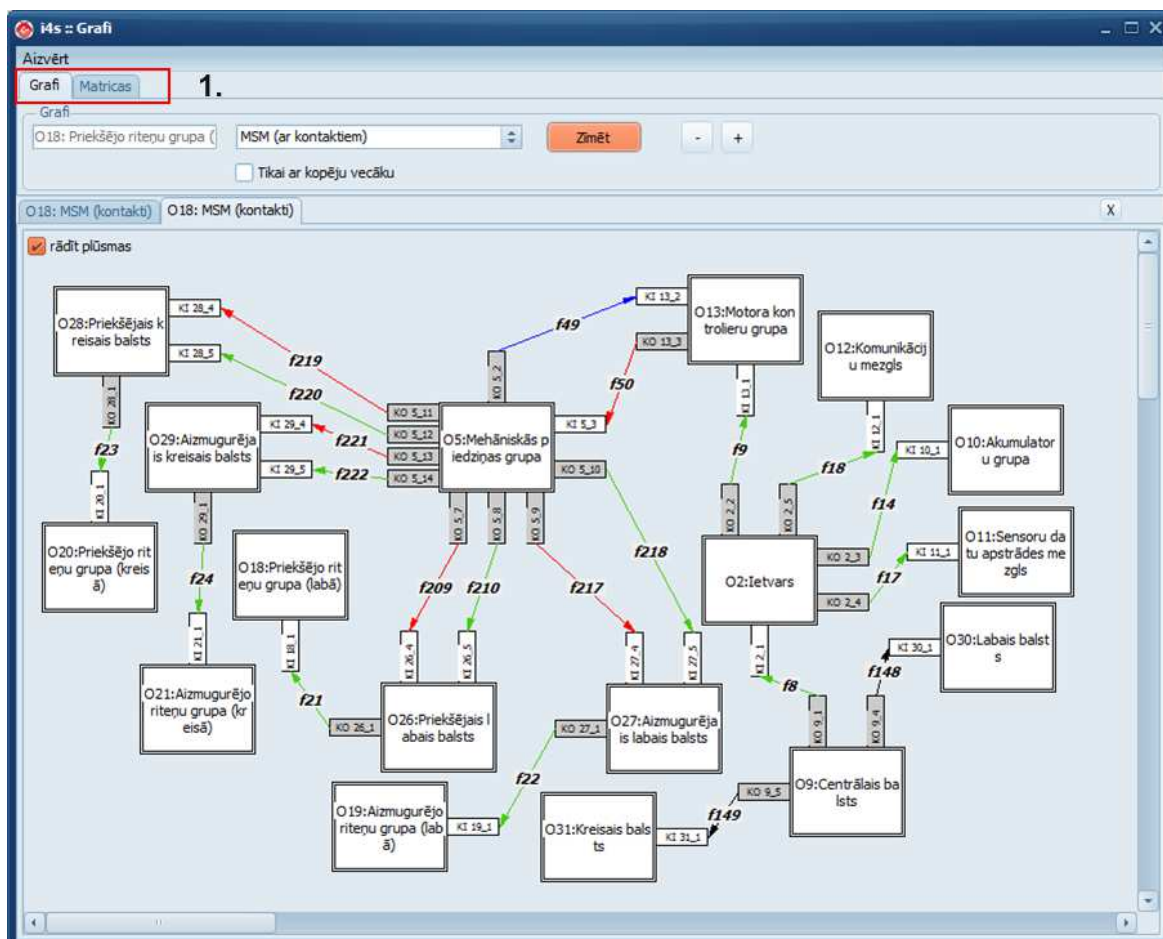 i4s :: Grafi
Aizvērt
Grafi Matricas 1.
Grafi
O18: Priekšējo riteņu grupa ( MSM (ar kontaktiem) Zīmēt - +
Tikai ar kopēju vecāku
O18: MSM (kontakti) O18: MSM (kontakti) X
rādīt plūsmas
O28:Priekšējais k
reisais balsts
KI 28_4
KI 28_5
KO 28_1
f219
f220
f49
KI 13_2
KO 13_3
O13:Motora kon
trolieru grupa
KI 13_1
f50
O12:Komunikācij
u mezgls
KI 12_1
f23
O29:Aizmugurēja
is kreisais balsts
KI 29_4
KI 29_5
KO 29_1
f221
f222
KO 5_2
KO 5_11
KO 5_12
KO 5_13
KO 5_14
O5:Mehāniskās p
iedziņas grupa
KI 5_3
KO 5_10
KO 5_7
KO 5_8
KO 5_9
f9
f18
KI 10_1
O10:Akumulator
u grupa
f14
KI 20_1
O20:Priekšējo rit
eņu grupa (kreis
ā)
f24
O18:Priekšējo rit
eņu grupa (labā)
KI 18_1
f209
f210
f217
f218
KO 2_2
KO 2_5
O2:Ietvars
KO 2_3
KO 2_4
KI 2_1
f17
KI 11_1
O11:Sensoru da
tu apstrādes me
zgls
KI 21_1
O21:Aizmugurējo
riteņu grupa (kr
eisā)
f21
KI 26_4
KI 26_5
KO 26_1
O26:Priekšējais l
abais balsts
KI 27_4
KI 27_5
KO 27_1
O27:Aizmugurēja
is labais balsts
f8
f148
KI 30_1
O30:Labais balst
s
f22
O19:Aizmugurējo
riteņu grupa (lab
ā)
KI 19_1
O31:Kreisais bals
ts
KI 31_1
f149
KO 9_1
KO 9_4
KO 9_5
O9:Centrālais ba
lsts